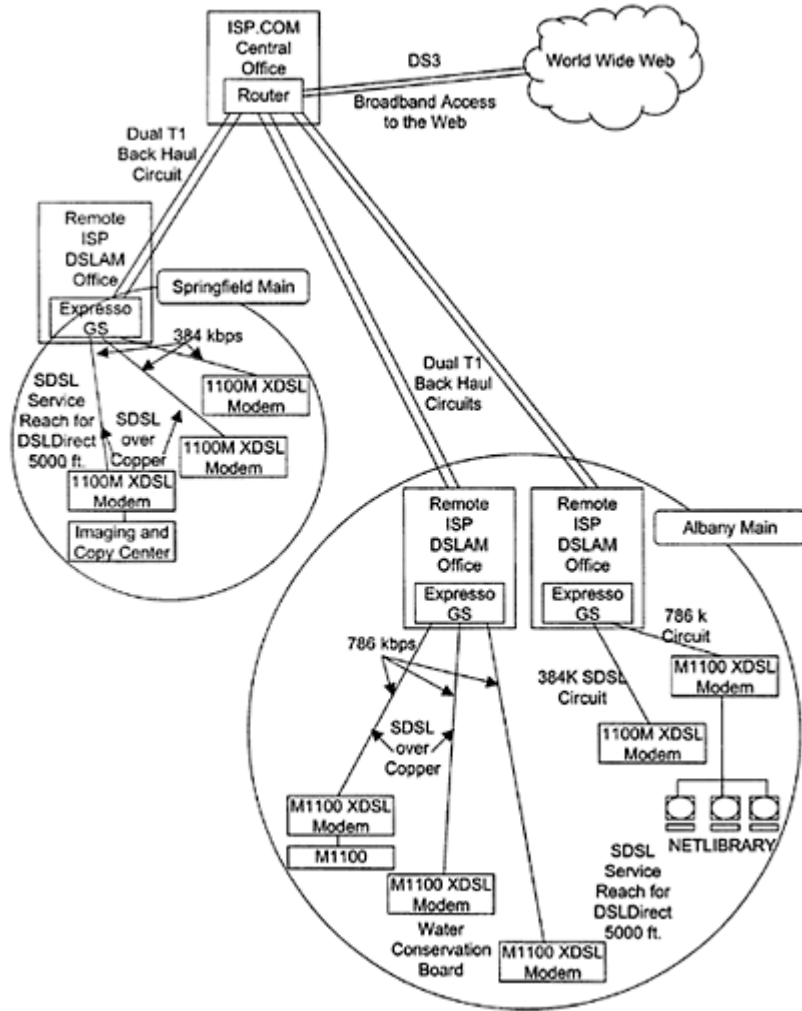 ISP.COM
Central
Office
Router
DS3
World Wide Web
Broadband Access
to the Web
Dual T1
Back Haul
Circuit
Remote
ISP
DSLAM
Office
Springfield Main
Expresso
GS
384 kbps
1100M XDSL
Modem
SDSL
Service
Reach for
DSLDirect
5000 ft.
SDSL
over
Copper
1100M XDSL
Modem
1100M XDSL
Modem
Imaging and
Copy Center
Dual T1
Back Haul
Circuits
Remote
ISP
DSLAM
Office
Expresso
GS
Remote
ISP
DSLAM
Office
Expresso
GS
Albany Main
786 kbps
786 k
Circuit
384K SDSL
Circuit
M1100 XDSL
Modem
SDSL
over
Copper
1100M XDSL
Modem
M1100 XDSL
Modem
M1100
NETLIBRARY
M1100 XDSL
Modem
Water
Conservation
Board
M1100 XDSL
Modem
SDSL
Service
Reach for
DSLDirect
5000 ft.